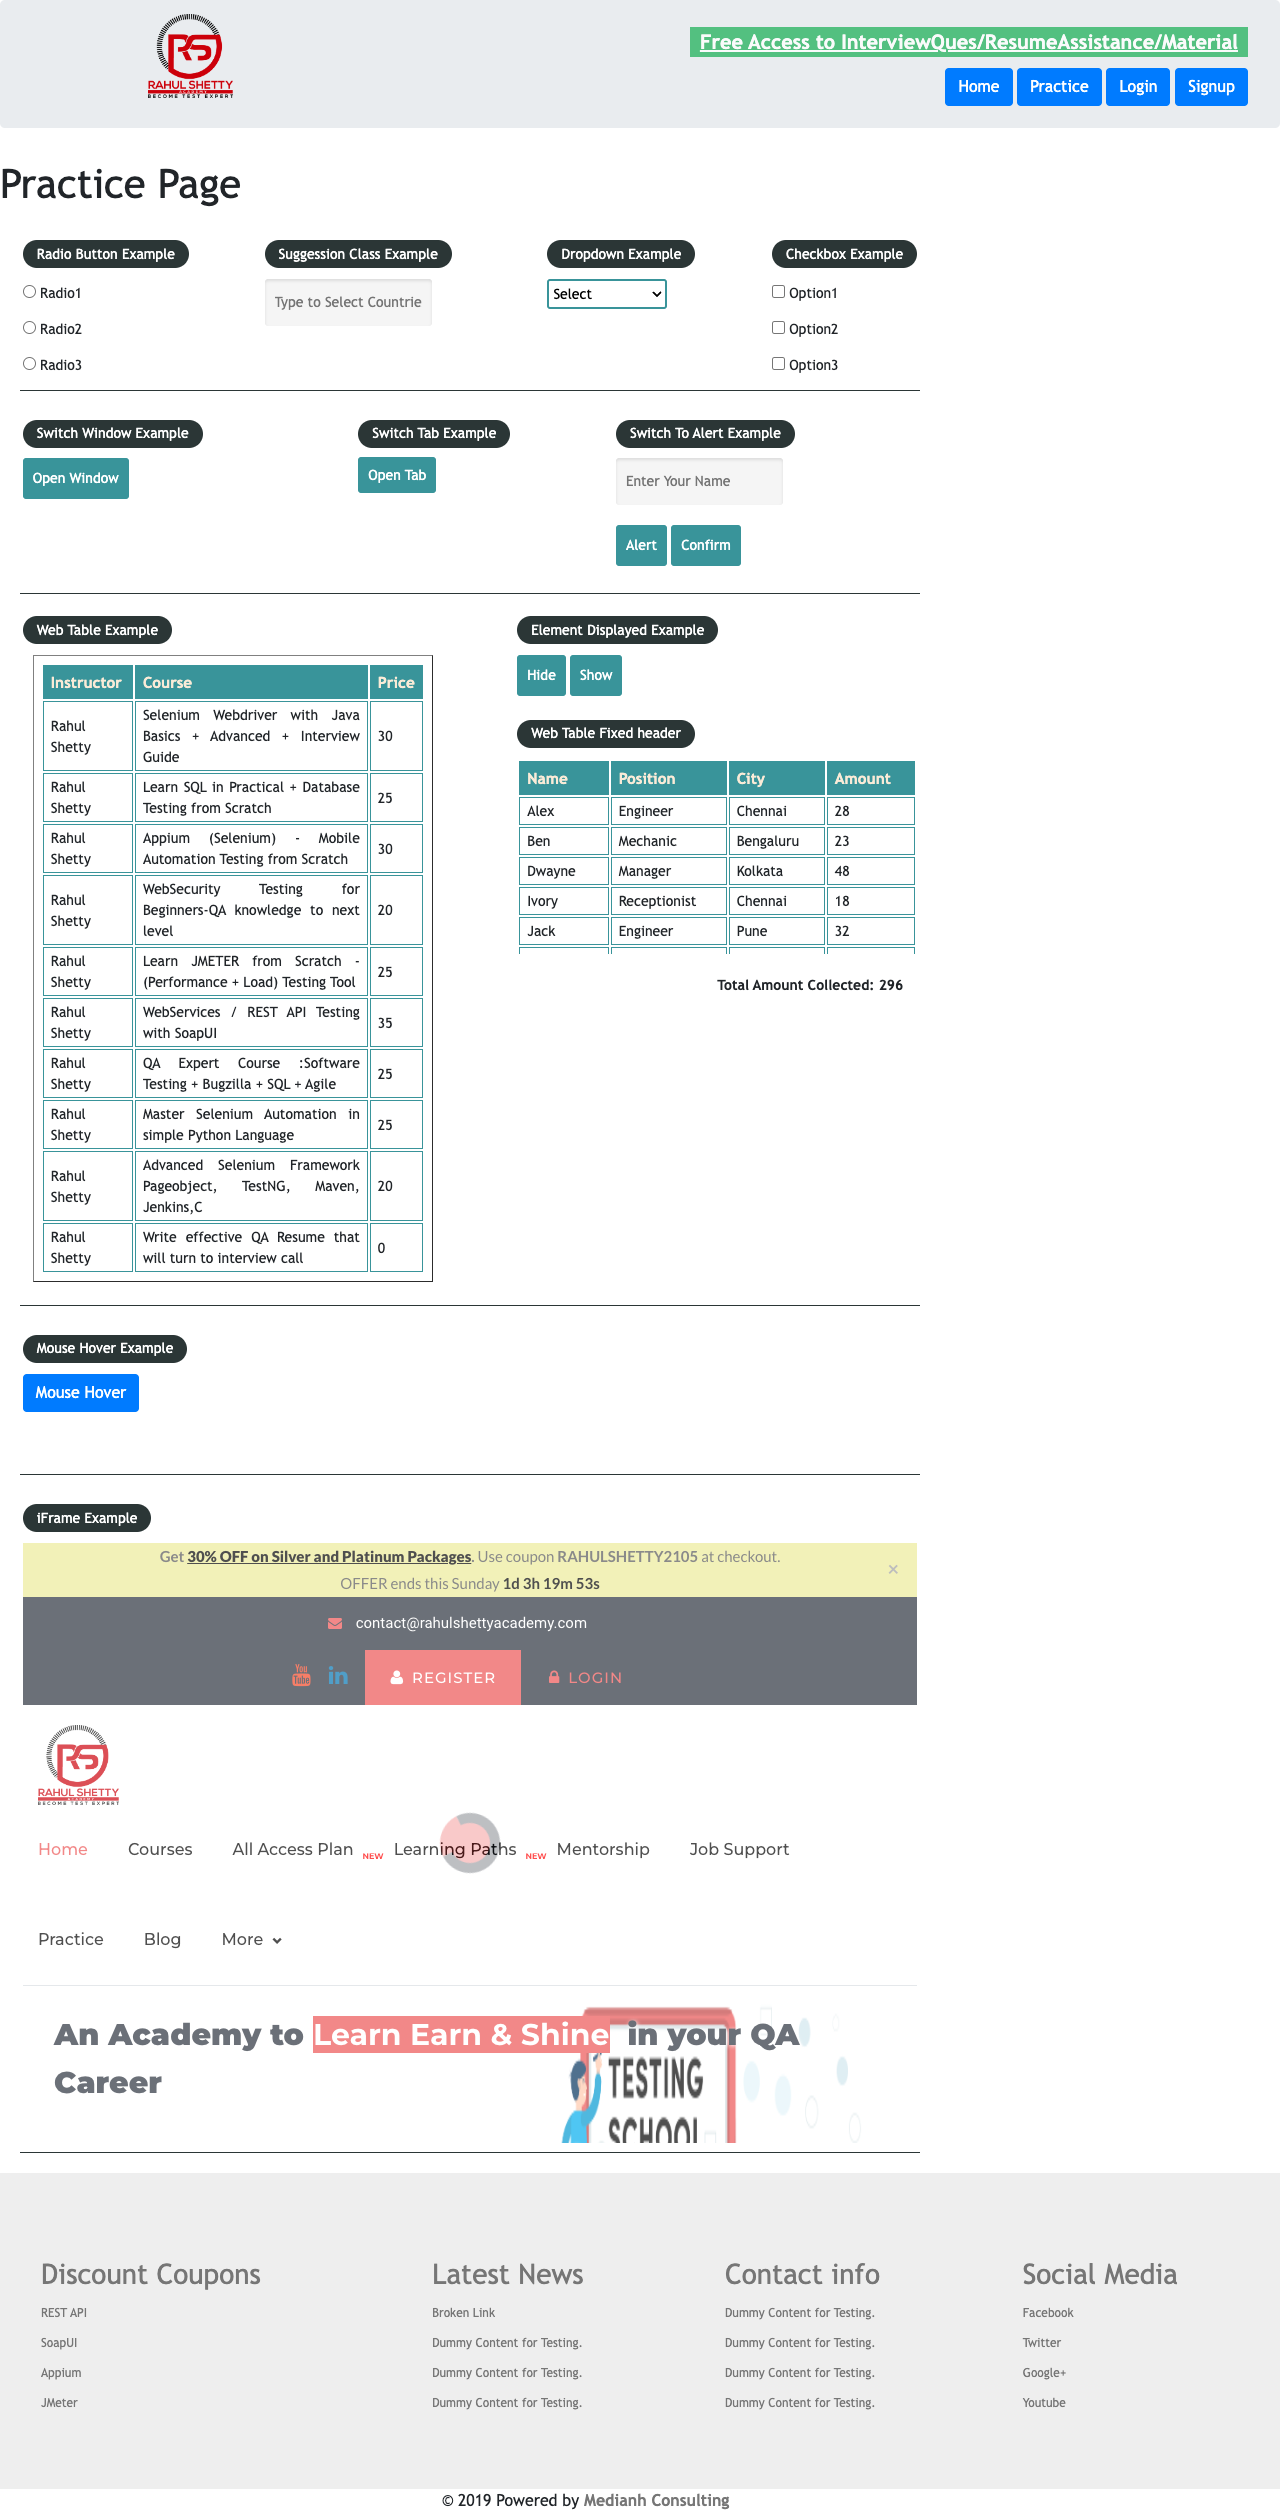 RAHUL SHETTY
ACADEMY
BECOME TEST EXPERT
Free Access to InterviewQues/ResumeAssistance/Material
Home Practice Login Signup
Practice Page
Radio Button Example
Radio1
Radio2
Radio3
Suggession Class Example
Type to Select Countrie
Dropdown Example
Select
Checkbox Example
Option1
Option2
Option3
Switch Window Example
Open Window
Switch Tab Example
Open Tab
Switch To Alert Example
Enter Your Name
Alert Confirm
Web Table Example
Instructor Course Price
Rahul Shetty Selenium Webdriver with Java Basics + Advanced + Interview Guide 30
Rahul Shetty Learn SQL in Practical + Database Testing from Scratch 25
Rahul Shetty Appium (Selenium) - Mobile Automation Testing from Scratch 30
Rahul Shetty WebSecurity Testing for Beginners-QA knowledge to next level 20
Rahul Shetty Learn JMETER from Scratch - (Performance + Load) Testing Tool 25
Rahul Shetty WebServices / REST API Testing with SoapUI 35
Rahul Shetty QA Expert Course :Software Testing + Bugzilla + SQL + Agile 25
Rahul Shetty Master Selenium Automation in simple Python Language 25
Rahul Shetty Advanced Selenium Framework Pageobject, TestNG, Maven, Jenkins,C 20
Rahul Shetty Write effective QA Resume that will turn to interview call 0
Element Displayed Example
Hide Show
Web Table Fixed header
Name Position City Amount
Alex Engineer Chennai 28
Ben Mechanic Bengaluru 23
Dwayne Manager Kolkata 48
Ivory Receptionist Chennai 18
Jack Engineer Pune 32
Total Amount Collected: 296
Mouse Hover Example
Mouse Hover
iFrame Example
Get 30% OFF on Silver and Platinum Packages. Use coupon RAHULSHETTY2105 at checkout.
OFFER ends this Sunday 1d 3h 19m 53s
×
contact@rahulshettyacademy.com
You Tube in REGISTER LOGIN
RAHUL SHETTY
ACADEMY
BECOME TEST EXPERT
Home Courses All Access Plan NEW Learning Paths NEW Mentorship Job Support
Practice Blog More
An Academy to Learn Earn & Shine in your QA
Career
TESTING
SCHOOL
Discount Coupons
REST API
SoapUI
Appium
JMeter
Latest News
Broken Link
Dummy Content for Testing.
Dummy Content for Testing.
Dummy Content for Testing.
Contact info
Dummy Content for Testing.
Dummy Content for Testing.
Dummy Content for Testing.
Dummy Content for Testing.
Social Media
Facebook
Twitter
Google+
Youtube
© 2019 Powered by Medianh Consulting